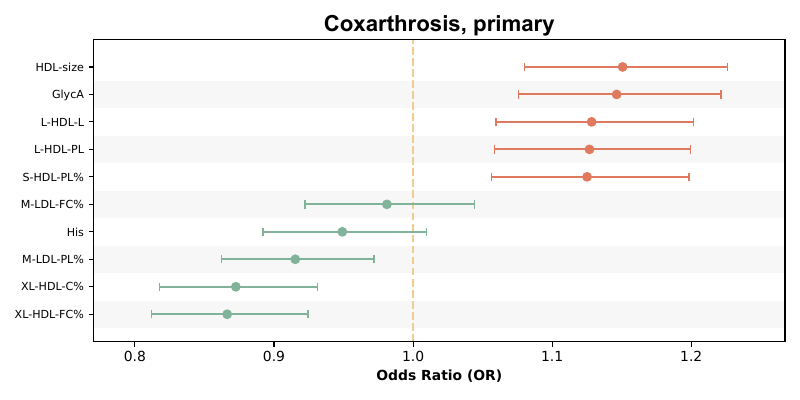 Coxarthrosis, primary
HDL-size
GlycA
L-HDL-L
L-HDL-PL
S-HDL-PL%
M-LDL-FC%
His
M-LDL-PL%
XL-HDL-C%
XL-HDL-FC%
0.8 0.9 1.0 1.1 1.2
Odds Ratio (OR)